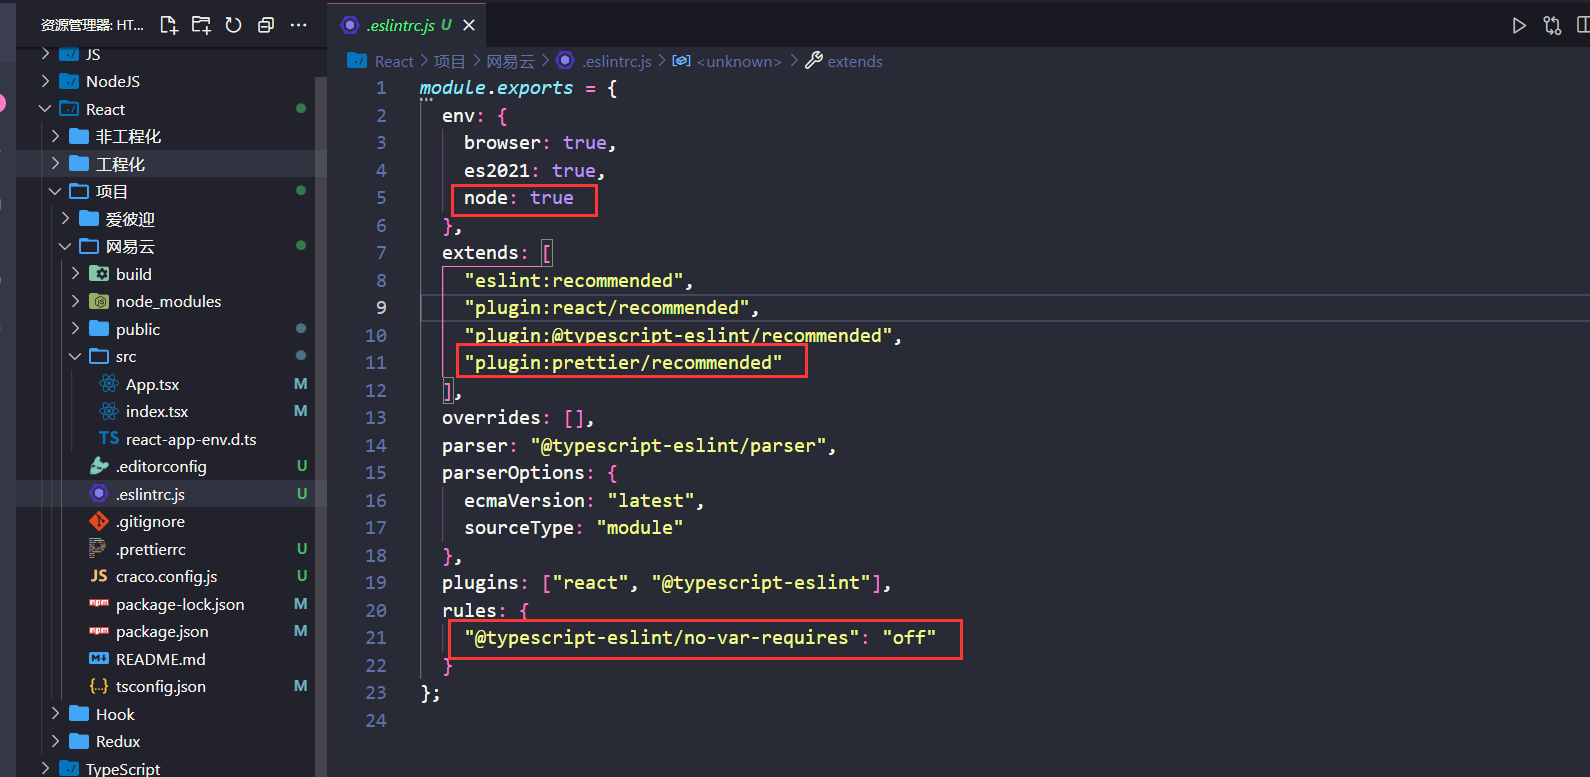 资源管理器: HT...
JS
NodeJS
React
非工程化
工程化
项目
爱彼迎
网易云
build
node_modules
public
src
App.tsx M
index.tsx M
TS react-app-env.d.ts
.editorconfig U
.eslintrc.js U
.gitignore
.prettierrc U
JS craco.config.js U
npm package-lock.json M
npm package.json M
README.md
{..} tsconfig.json M
Hook
Redux
TypeScript
.eslintrc.js U
React > 项目 > 网易云 > .eslintrc.js > <unknown> > extends
1 module.exports = {
2 env: {
3 browser: true,
4 es2021: true,
5 node: true
6 },
7 extends: [
8 "eslint:recommended",
9 "plugin:react/recommended",
10 "plugin:@typescript-eslint/recommended",
11 "plugin:prettier/recommended"
12 ],
13 overrides: [],
14 parser: "@typescript-eslint/parser",
15 parserOptions: {
16 ecmaVersion: "latest",
17 sourceType: "module"
18 },
19 plugins: ["react", "@typescript-eslint"],
20 rules: {
21 "@typescript-eslint/no-var-requires": "off"
22 }
23 };
24